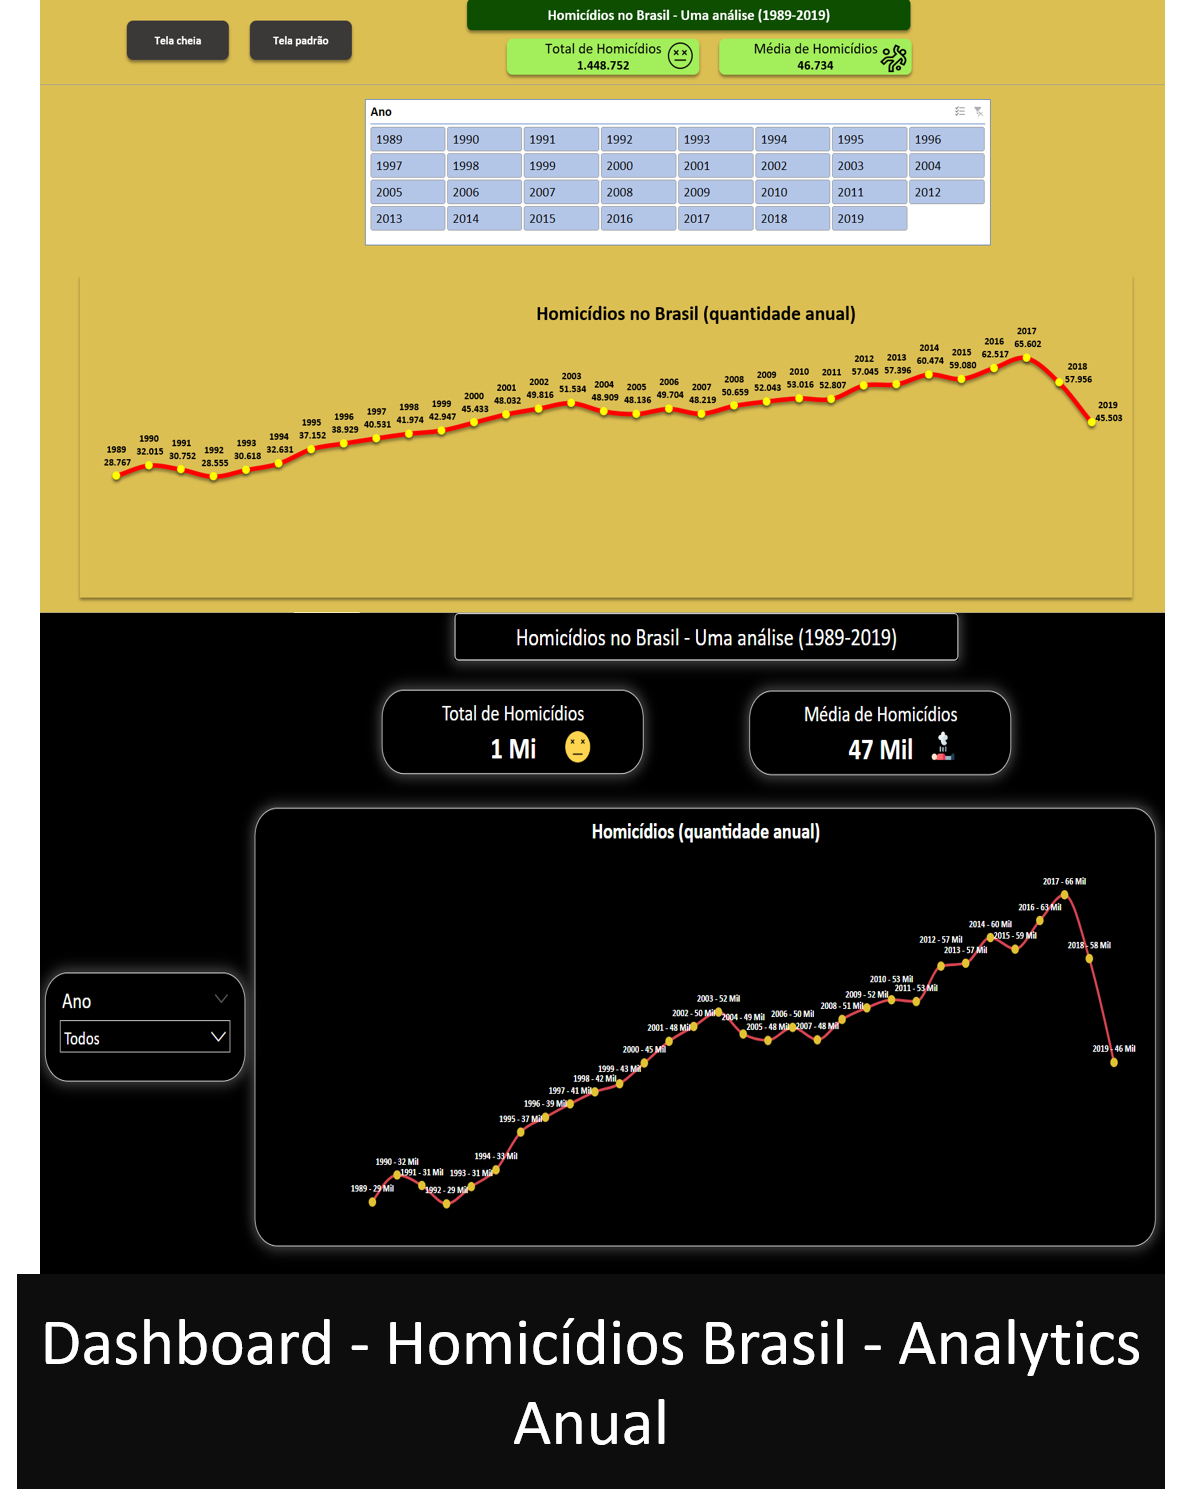 Homicídios no Brasil - Uma análise (1989-2019)
Tela cheia
Tela padrão
Total de Homicídios
1.448.752
Média de Homicídios
46.734
Ano
1989 1990 1991 1992 1993 1994 1995 1996
1997 1998 1999 2000 2001 2002 2003 2004
2005 2006 2007 2008 2009 2010 2011 2012
2013 2014 2015 2016 2017 2018 2019
Homicídios no Brasil (quantidade anual)
1989
28.767
1990
32.015
1991
30.752
1992
28.555
1993
30.618
1994
32.631
1995
37.152
1996
38.929
1997
40.531
1998
41.974
1999
42.947
2000
45.433
2001
48.032
2002
49.816
2003
51.534
2004
48.909
2005
48.136
2006
49.704
2007
48.219
2008
50.659
2009
52.043
2010
53.016
2011
52.807
2012
57.045
2013
57.396
2014
60.474
2015
59.080
2016
62.517
2017
65.602
2018
57.956
2019
45.503
Homicídios no Brasil - Uma análise (1989-2019)
Total de Homicídios
1 Mi
Média de Homicídios
47 Mil
Homicídios (quantidade anual)
Ano
Todos
1989 - 29 Mil
1990 - 32 Mil
1991 - 31 Mil
1992 - 29 Mil
1993 - 31 Mil
1994 - 33 Mil
1995 - 37 Mil
1996 - 39 Mil
1997 - 41 Mil
1998 - 42 Mil
1999 - 43 Mil
2000 - 45 Mil
2001 - 48 Mil
2002 - 50 Mil
2003 - 52 Mil
2004 - 49 Mil
2005 - 48 Mil
2006 - 50 Mil
2007 - 48 Mil
2008 - 51 Mil
2009 - 52 Mil
2010 - 53 Mil
2011 - 53 Mil
2012 - 57 Mil
2013 - 57 Mil
2014 - 60 Mil
2015 - 59 Mil
2016 - 63 Mil
2017 - 66 Mil
2018 - 58 Mil
2019 - 46 Mil
Dashboard - Homicídios Brasil - Analytics
Anual